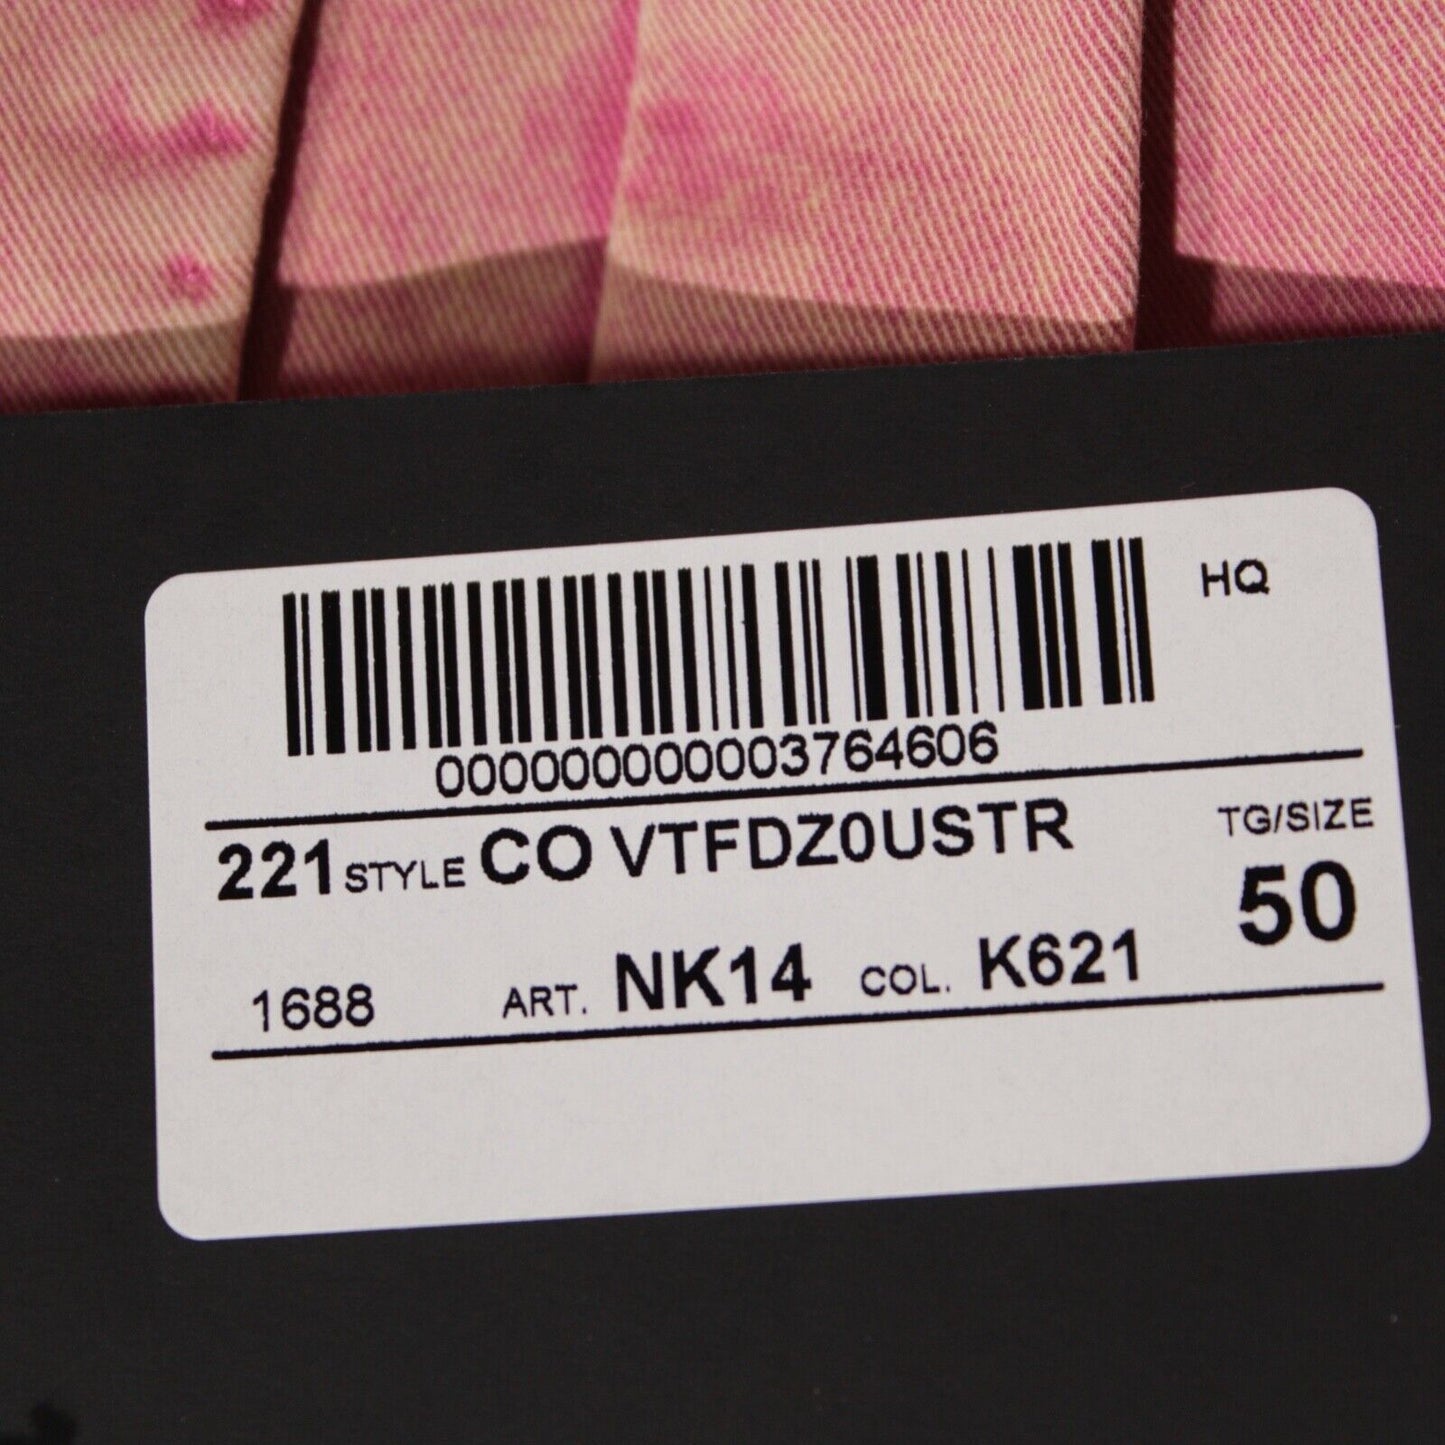 HQ
000000000003764606
221 STYLE CO VTFDZ0USTR
TG/SIZE
50
1688 ART. NK14 COL. K621